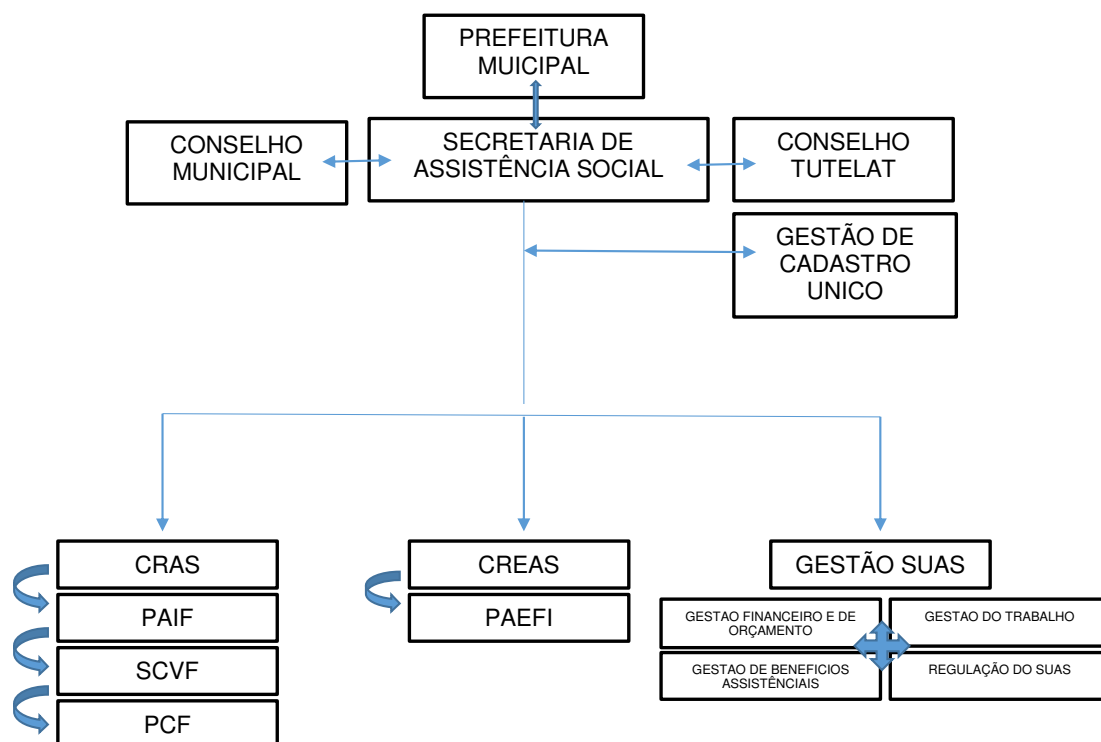 PREFEITURA
MUICIPAL
CONSELHO
MUNICIPAL
SECRETARIA DE
ASSISTÊNCIA SOCIAL
CONSELHO
TUTELAT
GESTÃO DE
CADASTRO
UNICO
CRAS
PAIF
SCVF
PCF
CREAS
PAEFI
GESTÃO SUAS
GESTAO FINANCEIRO E DE
ORÇAMENTO
GESTAO DO TRABALHO
GESTAO DE BENEFICIOS
ASSISTÊNCIAIS
REGULAÇÃO DO SUAS